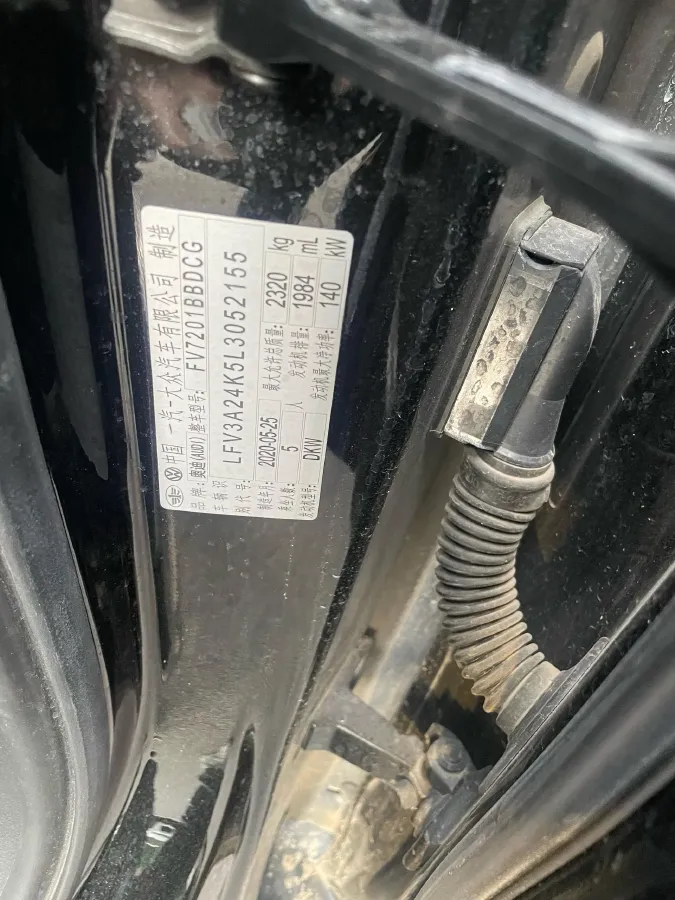 中国 一汽-大众汽车有限公司 制造
品牌：奥迪(AUDI) 整车型号： FV7201BBDCG
车辆识别代号： LFV3A24K5L3052155
制造年月： 2020-05-25 最大允许总质量： 2320 kg
乘坐人数： 5 人 发动机排量： 1984 mL
发动机型号： DKW 发动机最大净功率： 140 kW